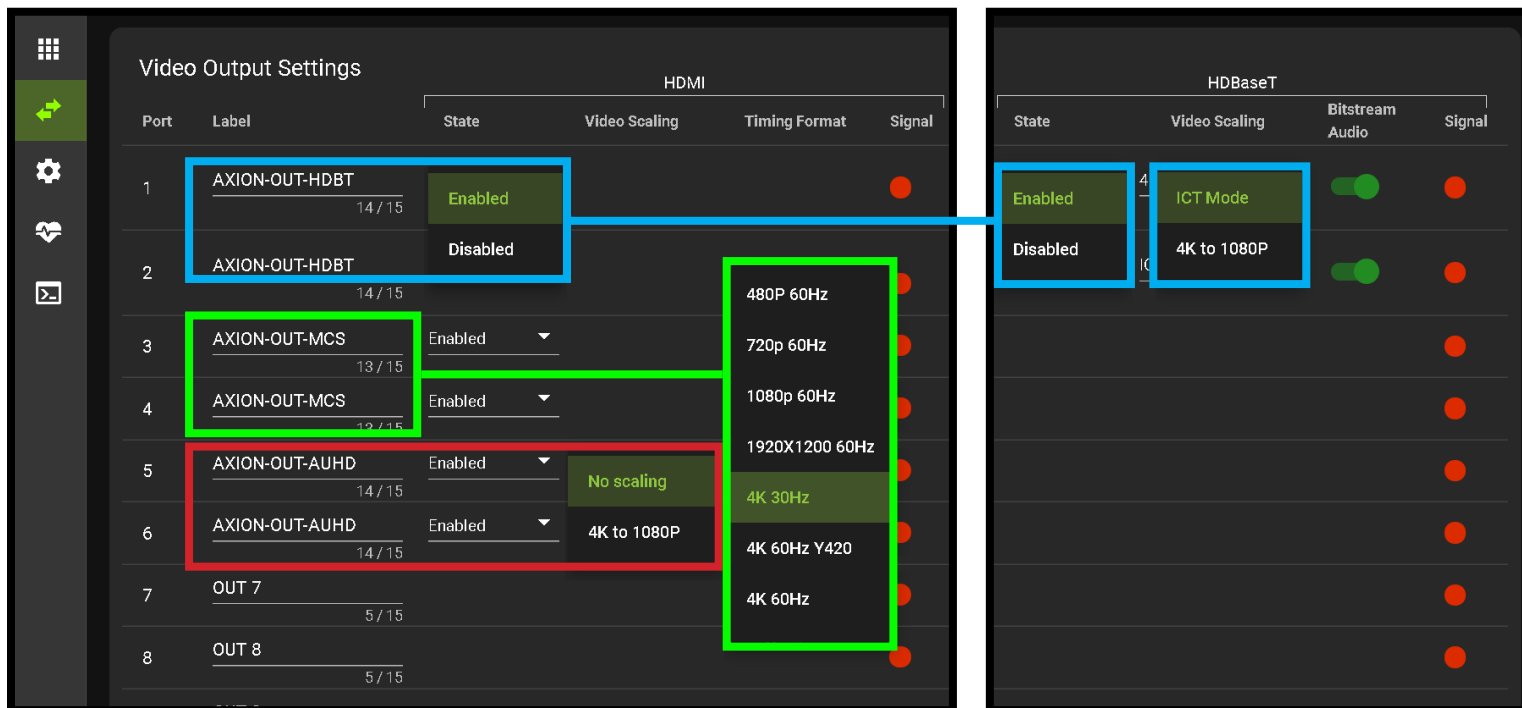 Video Output Settings
HDMI
HDBaseT
Port Label State Video Scaling Timing Format Signal
State Video Scaling Bitstream Audio Signal
1 AXION-OUT-HDBT
14 / 15
Enabled
Disabled
Enabled
Disabled
4
ICT Mode
4K to 1080P
2 AXION-OUT-HDBT
14 / 15
IC
3 AXION-OUT-MCS Enabled
13 / 15
4 AXION-OUT-MCS Enabled
13 / 15
5 AXION-OUT-AUHD Enabled
14 / 15
No scaling
4K to 1080P
6 AXION-OUT-AUHD Enabled
14 / 15
480P 60Hz
720p 60Hz
1080p 60Hz
1920X1200 60Hz
4K 30Hz
4K 60Hz Y420
4K 60Hz
7 OUT 7
5 / 15
8 OUT 8
5 / 15